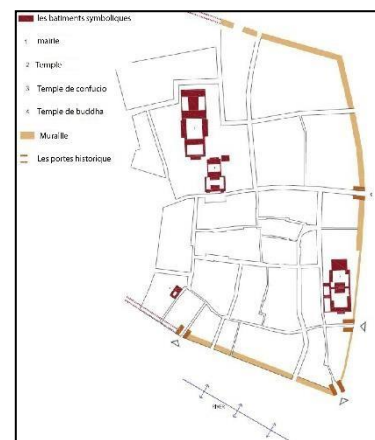 les batiments symboliques
1 mairie
2 Temple
3 Temple de confucio
4 Temple de buddha
Muraille
Les portes historique
RIVER